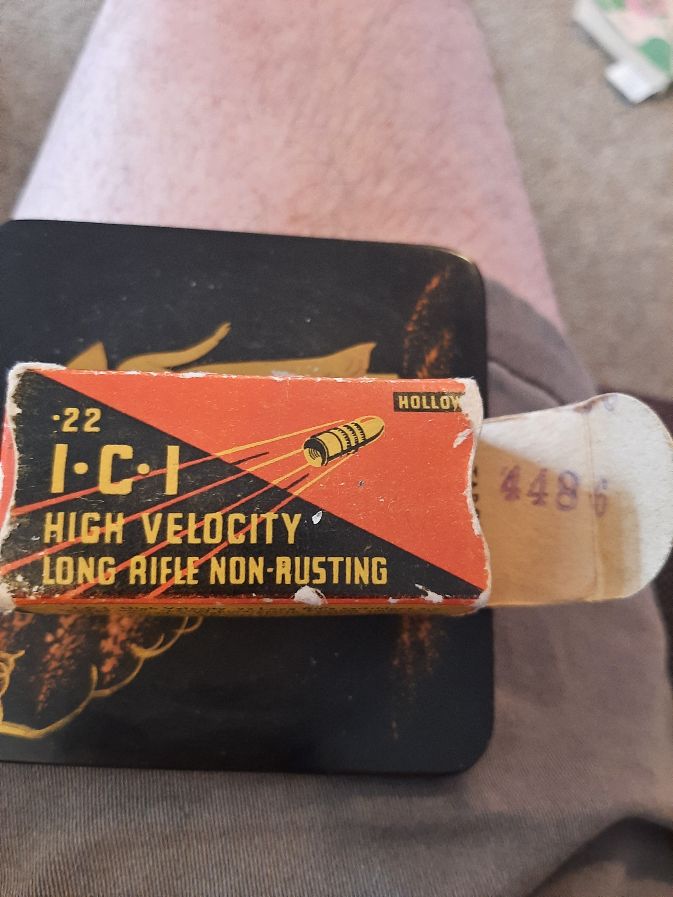 HOLLOW
·22
I·C·I
HIGH VELOCITY
LONG RIFLE NON-RUSTING
4486